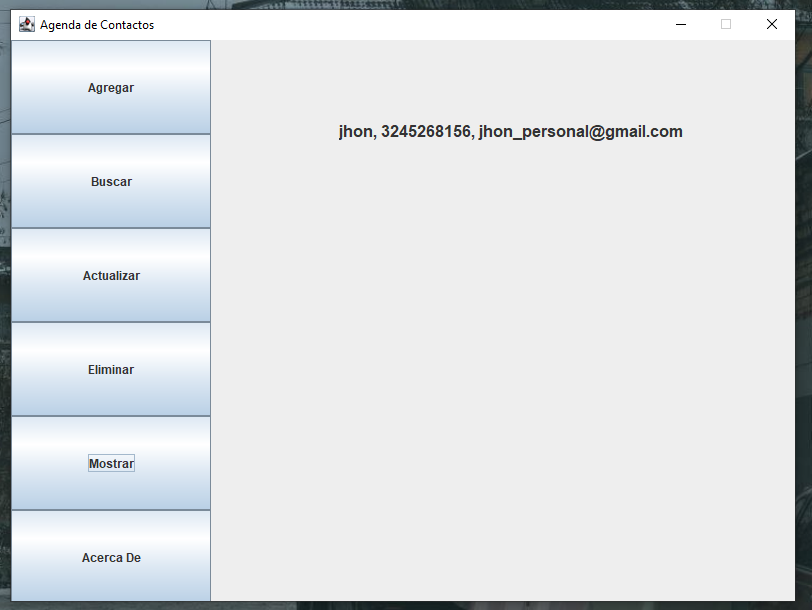 Agenda de Contactos
Agregar
Buscar
Actualizar
Eliminar
Mostrar
Acerca De
jhon, 3245268156, jhon_personal@gmail.com